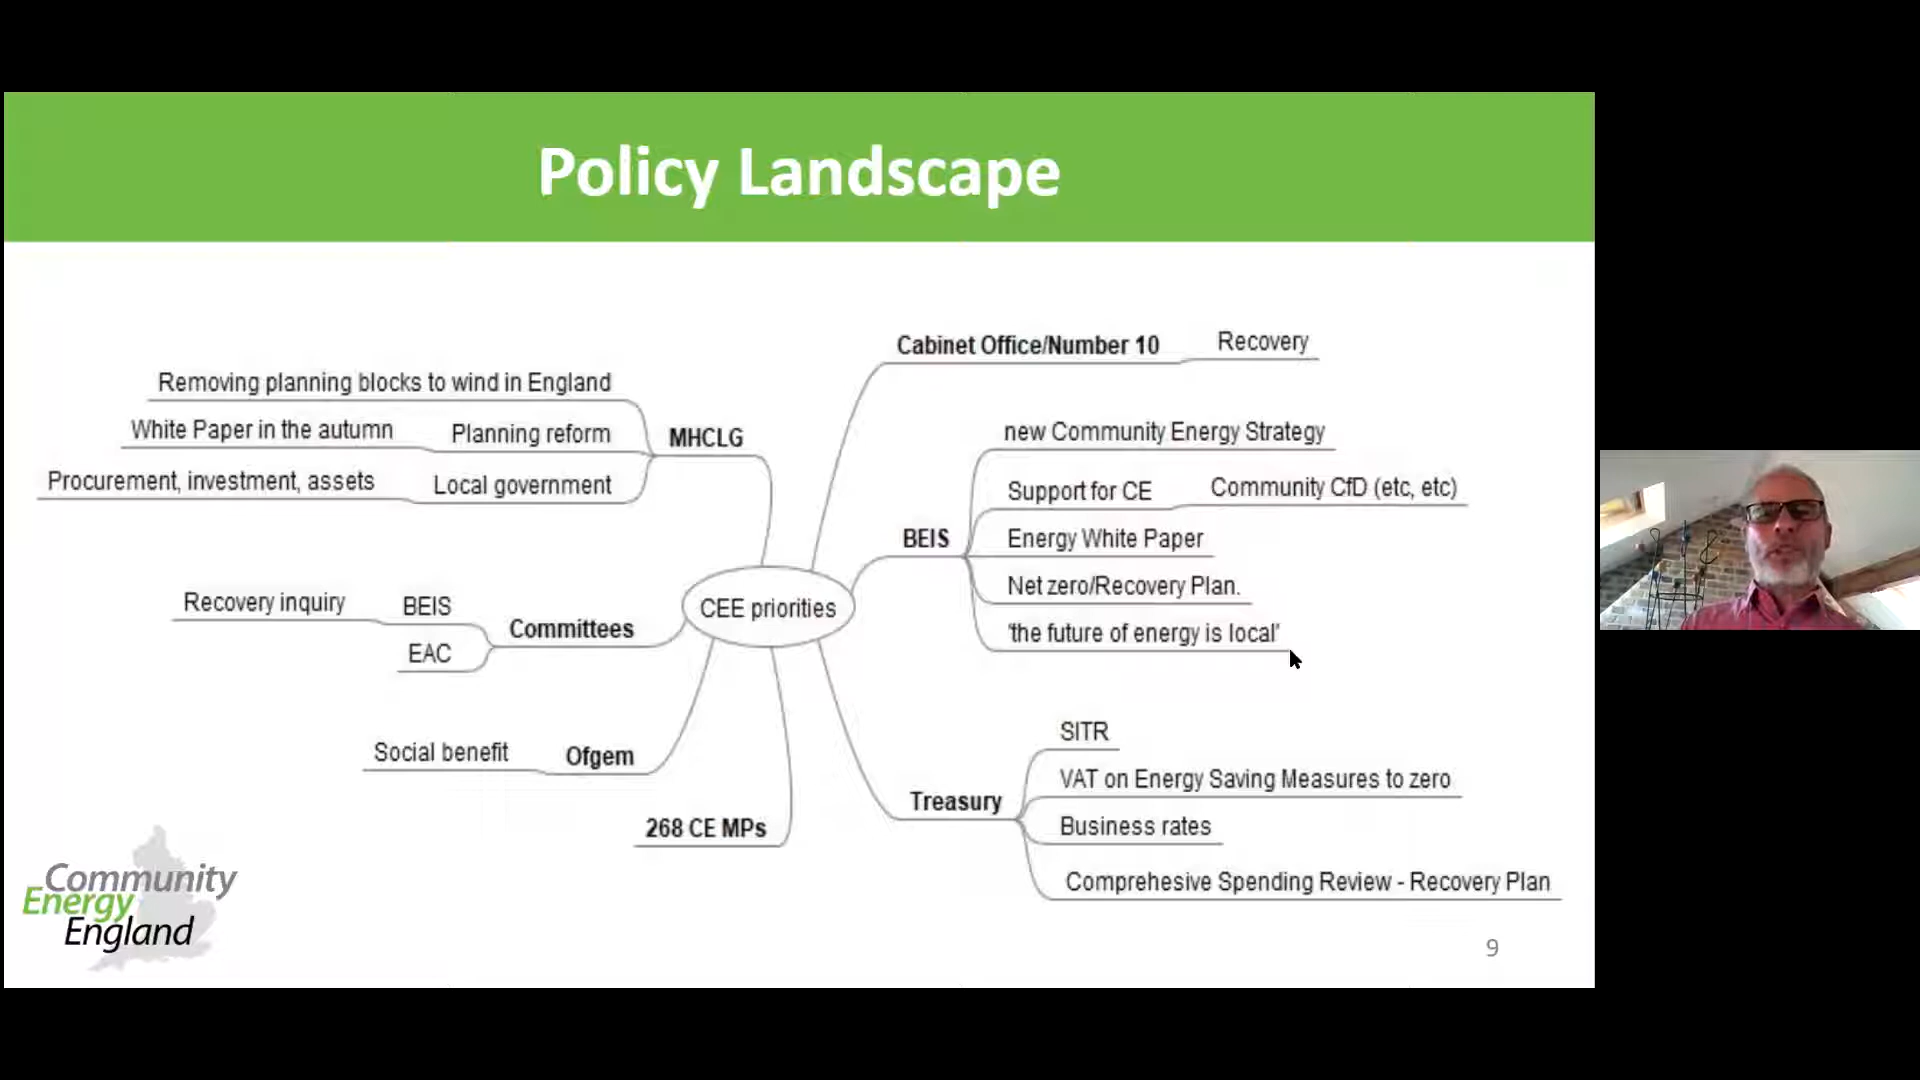 Policy Landscape
Cabinet Office/Number 10
Recovery
Removing planning blocks to wind in England
White Paper in the autumn
Planning reform
MHCLG
Procurement, investment, assets
Local government
new Community Energy Strategy
Support for CE
Community CfD (etc, etc)
BEIS
Energy White Paper
Net zero/Recovery Plan.
'the future of energy is local'
CEE priorities
Recovery inquiry
BEIS
EAC
Committees
Social benefit
Ofgem
268 CE MPs
Treasury
SITR
VAT on Energy Saving Measures to zero
Business rates
Comprehesive Spending Review - Recovery Plan
Community
Energy
England
9